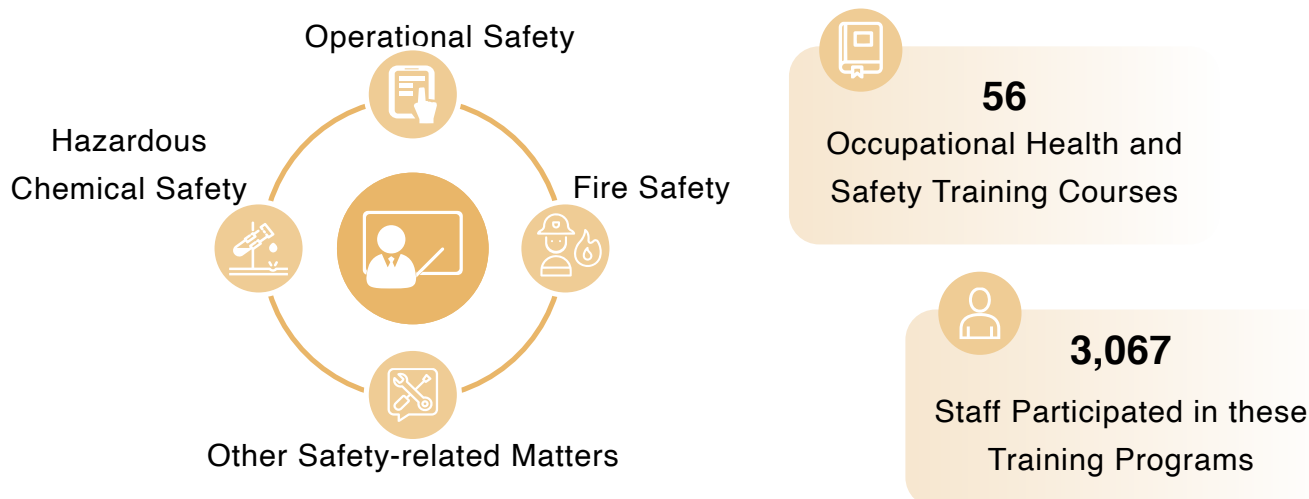 Operational Safety
Hazardous
Chemical Safety
Fire Safety
Other Safety-related Matters
56
Occupational Health and
Safety Training Courses
3,067
Staff Participated in these
Training Programs